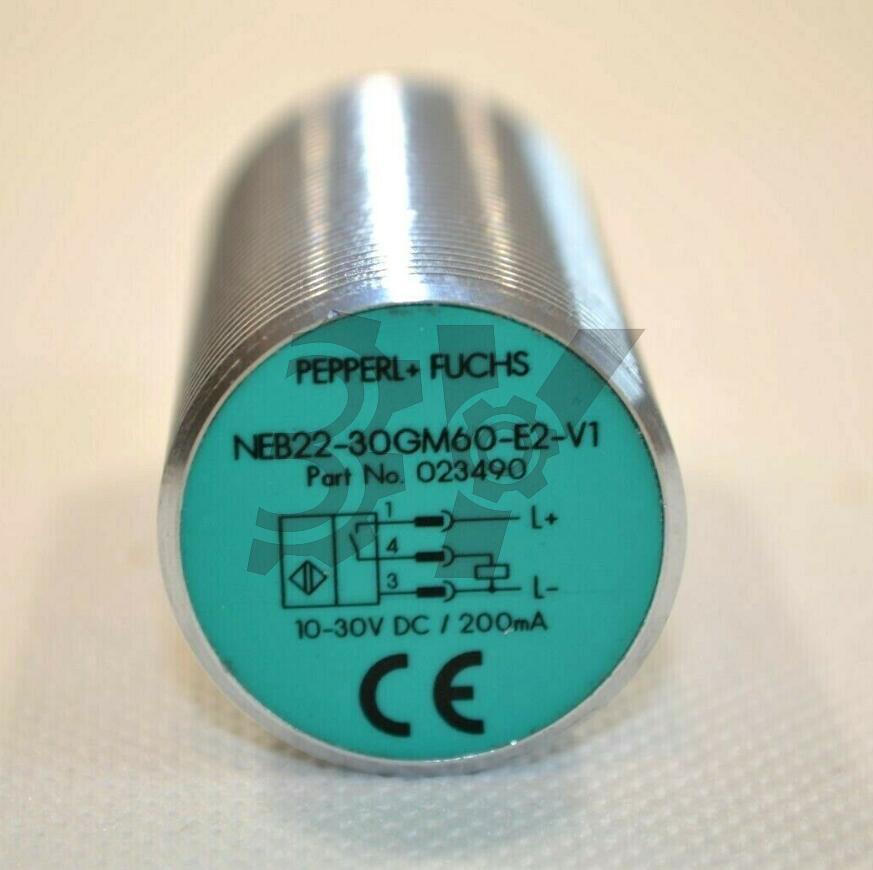 PEPPERL+ FUCHS
NEB22-30GM60-E2-V1
Part No. 023490
1 L+
4
3 L-
10-30V DC / 200mA
CE